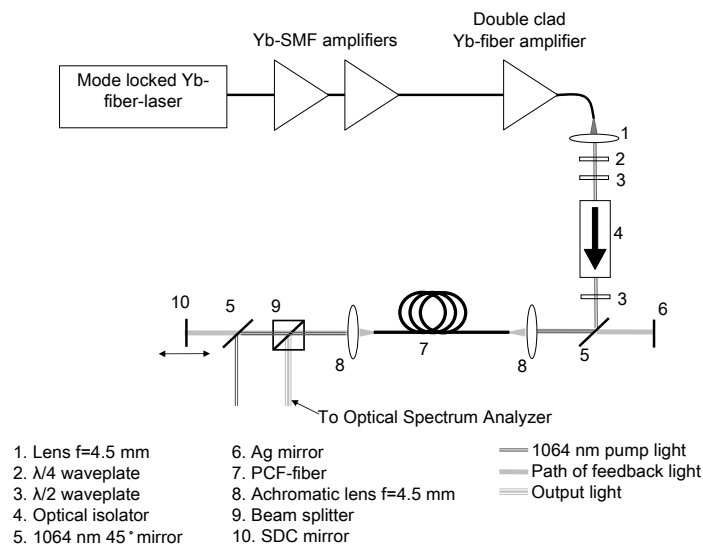 Mode locked Yb-
fiber-laser
Yb-SMF amplifiers
Double clad
Yb-fiber amplifier
1
2
3
4
3
10
5
9
8
7
8
5
6
To Optical Spectrum Analyzer
1. Lens f=4.5 mm
2. λ/4 waveplate
3. λ/2 waveplate
4. Optical isolator
5. 1064 nm 45° mirror
6. Ag mirror
7. PCF-fiber
8. Achromatic lens f=4.5 mm
9. Beam splitter
10. SDC mirror
1064 nm pump light
Path of feedback light
Output light